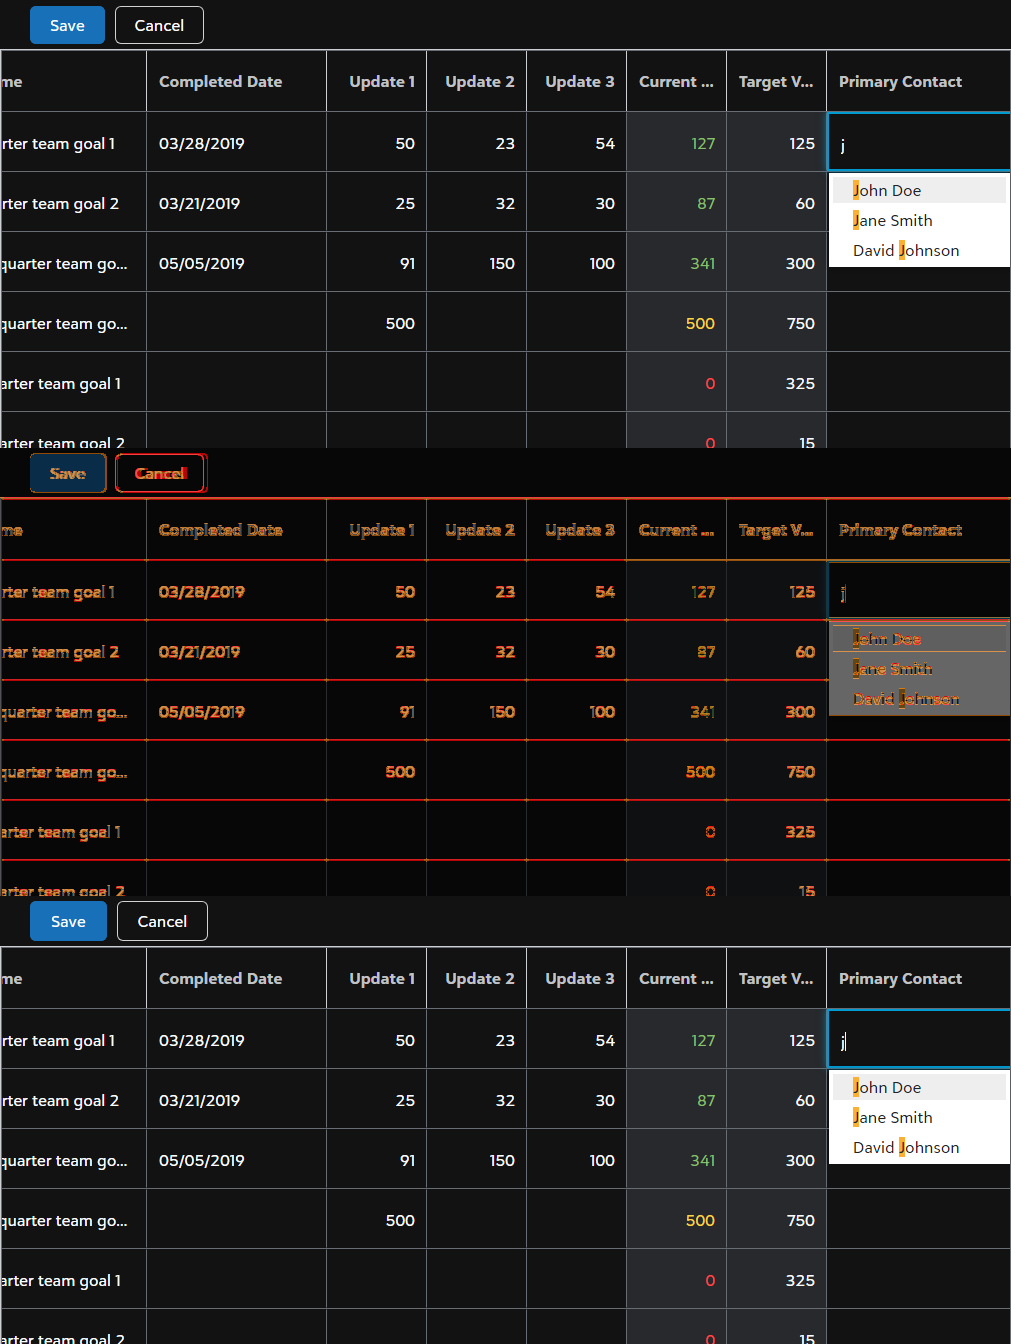 Save Cancel
me Completed Date Update 1 Update 2 Update 3 Current ... Target V... Primary Contact
rter team goal 1 03/28/2019 50 23 54 127 125 j
rter team goal 2 03/21/2019 25 32 30 87 60 John Doe
Jane Smith
quarter team go... 05/05/2019 91 150 100 341 300 David Johnson
quarter team go... 500 500 750
arter team goal 1 0 325
arter team goal 2 0 15
Save Cancel
me Completed Date Update 1 Update 2 Update 3 Current ... Target V... Primary Contact
rter team goal 1 03/28/2019 50 23 54 127 125 j
rter team goal 2 03/21/2019 25 32 30 87 60 John Doe
Jane Smith
quarter team go... 05/05/2019 91 150 100 341 300 David Johnson
quarter team go... 500 500 750
arter team goal 1 0 325
arter team goal 2 0 15
Save Cancel
me Completed Date Update 1 Update 2 Update 3 Current ... Target V... Primary Contact
rter team goal 1 03/28/2019 50 23 54 127 125 j
rter team goal 2 03/21/2019 25 32 30 87 60 John Doe
Jane Smith
quarter team go... 05/05/2019 91 150 100 341 300 David Johnson
quarter team go... 500 500 750
arter team goal 1 0 325
arter team goal 2 0 15